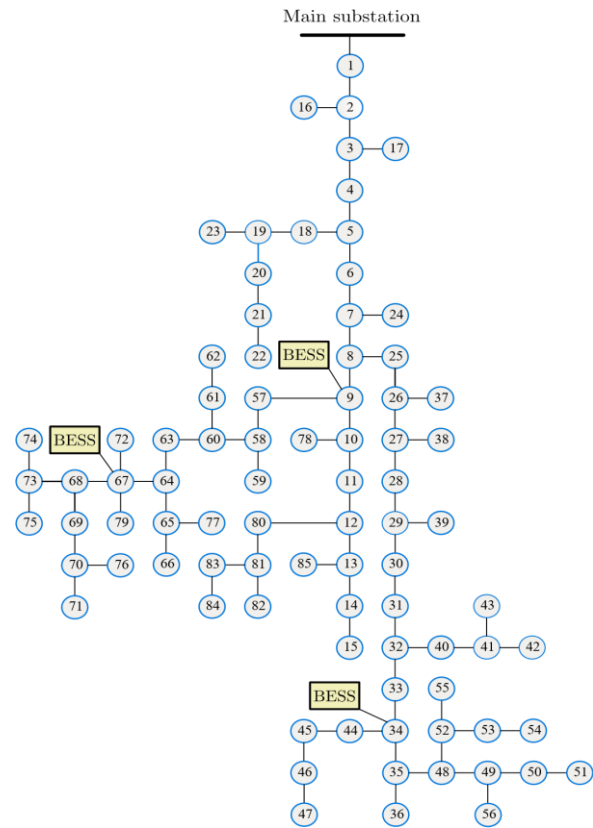 Main substation
1
16 2
3 17
4
23 19 18 5
20 6
21 7 24
62 22 BESS 8 25
61 57 9 26 37
74 BESS 72 63 60 58 78 10 27 38
73 68 67 64 59 11 28
75 69 79 65 77 80 12 29 39
70 76 66 83 81 85 13 30
71 84 82 14 31 43
15 32 40 41 42
BESS 33 55
45 44 34 52 53 54
46 35 48 49 50 51
47 36 56